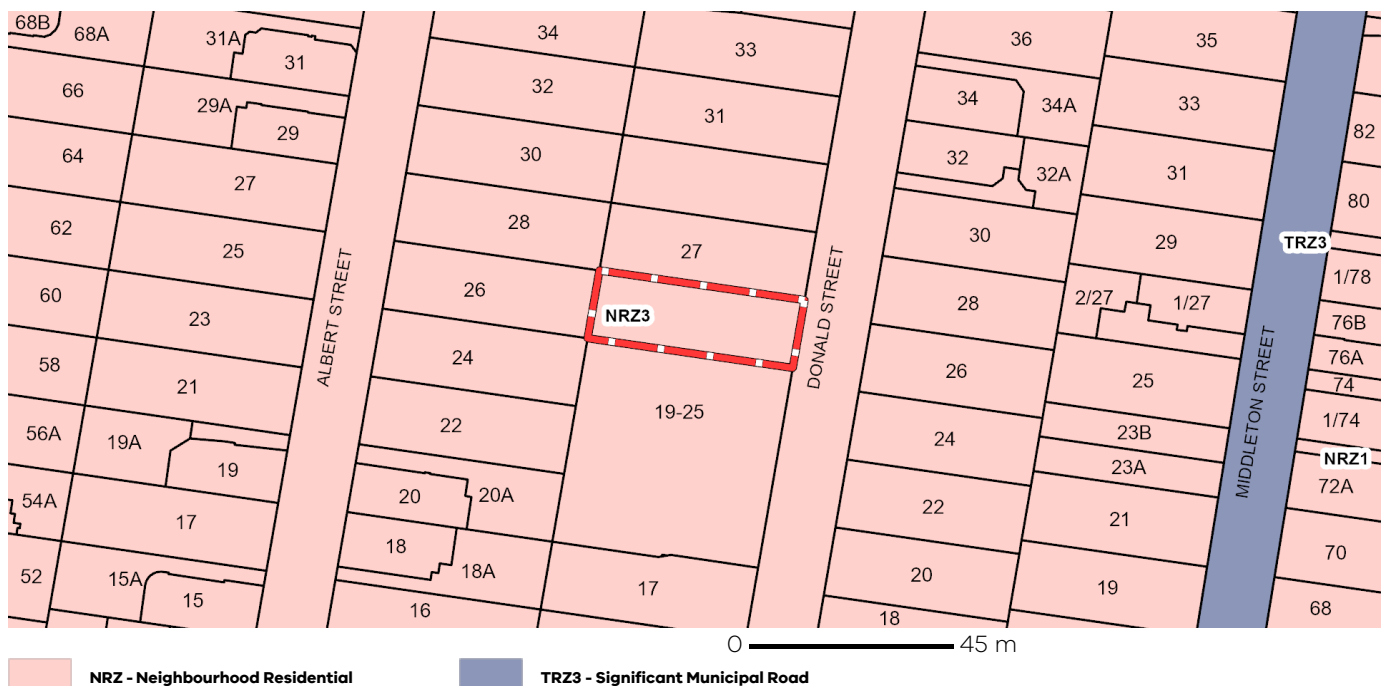 68B
68A
31A
31
34
33
36
35
66
29A
29
32
31
34
34A
33
82
64
27
30
32
32A
31
80
62
25
28
27
30
29
TRZ3
1/78
60
23
26
NRZ3
28
2/27
1/27
76B
ALBERT STREET
DONALD STREET
MIDDLETON STREET
58
21
24
26
25
76A
74
56A
19A
19
22
19-25
24
23B
23A
1/74
NRZ1
72A
54A
17
20
20A
22
21
70
52
15A
15
18
18A
17
20
19
68
16
18
0 45 m
NRZ - Neighbourhood Residential TRZ3 - Significant Municipal Road